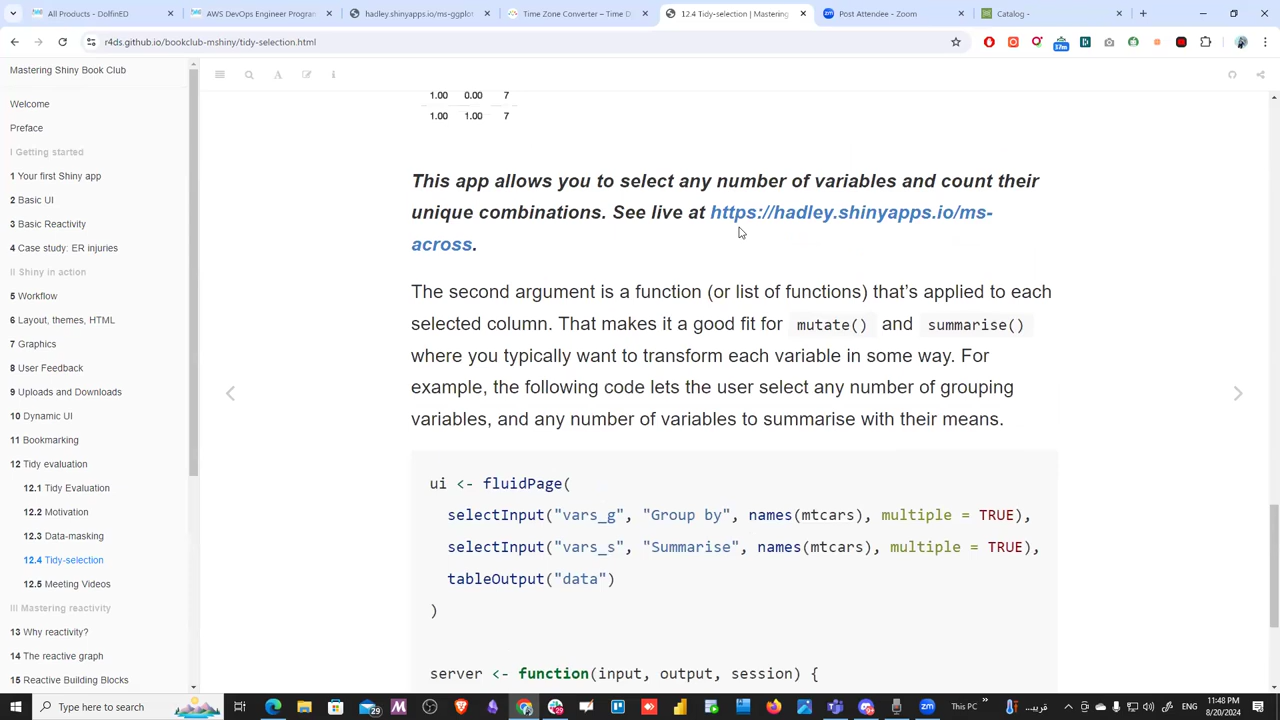 All Products - DolfinED
AWS DevOps Engineer Progran
hadley.shinyapps.io/ms-ggplot
Time Zone Converter – Time D
12.4 Tidy-selection | Mastering
Post Attendee - Zoom
Catalog -
r4ds.github.io/bookclub-mshiny/tidy-selection.html
37m
Mastering Shiny Book Club
Welcome
Preface
I Getting started
1 Your first Shiny app
2 Basic UI
3 Basic Reactivity
4 Case study: ER injuries
II Shiny in action
5 Workflow
6 Layout, themes, HTML
7 Graphics
8 User Feedback
9 Uploads and Downloads
10 Dynamic UI
11 Bookmarking
12 Tidy evaluation
12.1 Tidy Evaluation
12.2 Motivation
12.3 Data-masking
12.4 Tidy-selection
12.5 Meeting Videos
III Mastering reactivity
13 Why reactivity?
14 The reactive graph
15 Reactive Building Blocks
1.00 0.00 7
1.00 1.00 7
This app allows you to select any number of variables and count their
unique combinations. See live at https://hadley.shinyapps.io/ms-
across.
The second argument is a function (or list of functions) that's applied to each
selected column. That makes it a good fit for mutate() and summarise()
where you typically want to transform each variable in some way. For
example, the following code lets the user select any number of grouping
variables, and any number of variables to summarise with their means.
ui <- fluidPage(
selectInput("vars_g", "Group by", names(mtcars), multiple = TRUE),
selectInput("vars_s", "Summarise", names(mtcars), multiple = TRUE),
tableOutput("data")
)
server <- function(input, output, session) {
Type here to search
29
This PC
11:48 PM
8/20/2024